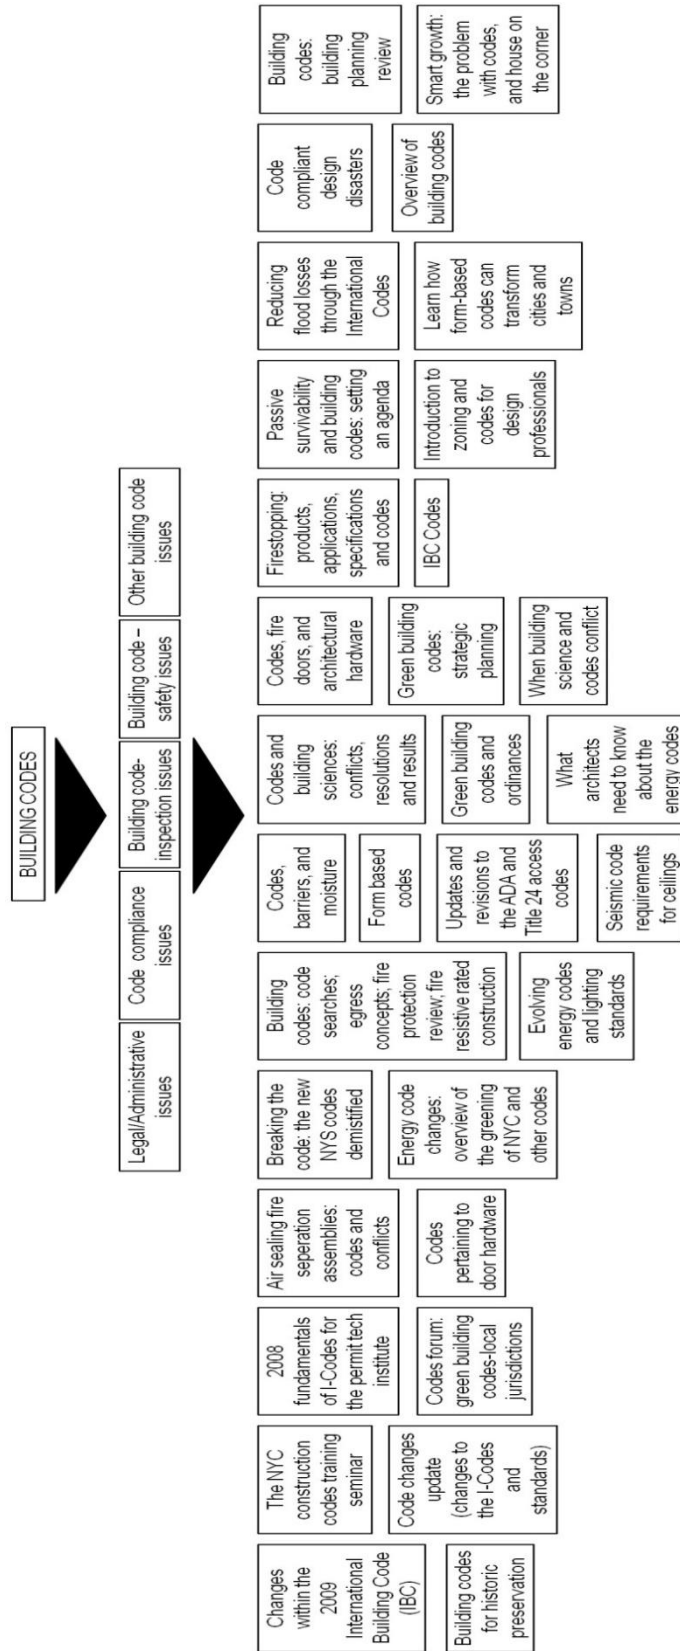 BUILDING CODES
Legal/Administrative
issues
Code compliance
issues
Building code-
inspection issues
Building code –
safety issues
Other building code
issues
Changes
within the
2009
International
Building Code
(IBC)
The NYC
construction
codes training
seminar
2008
fundamentals
of I-Codes for
the permit tech
institute
Air sealing fire
seperation
assemblies:
codes and
conflicts
Breaking the
code: the new
NYS codes
demistified
Building
codes: code
searches;
egress
concepts; fire
protection
review; fire
resistive rated
construction
Codes,
barriers, and
moisture
Codes and
building
sciences:
conflicts,
resolutions
and results
Codes, fire
doors, and
architectural
hardware
Firestopping:
products,
applications,
specifications
and codes
Passive
survivability
and building
codes: setting
an agenda
Reducing
flood losses
through the
International
Codes
Code
compliant
design
disasters
Building
codes:
building
planning
review
Building codes
for historic
preservation
Code changes
update
(changes to
the I-Codes
and
standards)
Codes forum:
green building
codes-local
jurisdictions
Codes
pertaining to
door hardware
Energy code
changes:
overview of
the greening
of NYC and
other codes
Evolving
energy codes
and lighting
standards
Form based
codes
Updates and
revisions to
the ADA and
Title 24 access
codes
Seismic code
requirements
for ceilings
Green building
codes and
ordinances
What
architects
need to know
about the
energy codes
Green building
codes:
strategic
planning
When building
science and
codes conflict
IBC Codes
Introduction to
zoning and
codes for
design
professionals
Learn how
form-based
codes can
transform
cities and
towns
Overview of
building codes
Smart growth:
the problem
with codes,
and house on
the corner